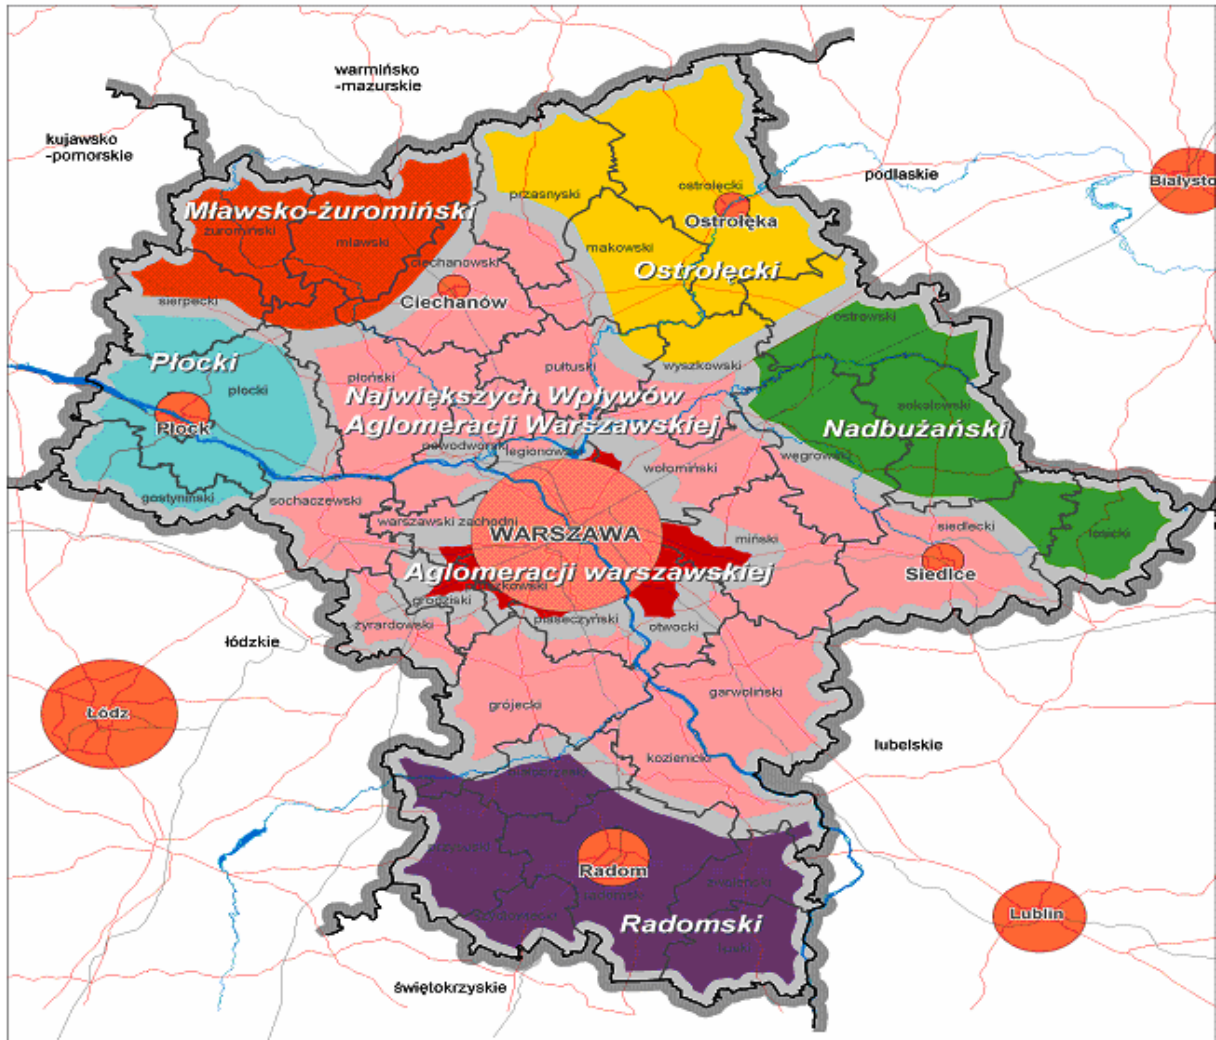 warmińsko
-mazurskie
kujawsko
-pomorskie
podlaskie
Białysto
przasnyski
ostrołęcki
Ostrołęka
Mławsko-żuromiński
żuromiński
mławski
makowski
ciechanowski
Ostrołęcki
Ciechanów
sierpecki
ostrowski
Płocki
płocki
płoński
pułtuski
wyszkowski
Płock
Największych Wpływów
Aglomeracji Warszawskiej
sokołowski
Nadbużański
nowodworski
legionowski
wołomiński
węgrowski
gostyniński
sochaczewski
warszawski zachodni
WARSZAWA
miński
siedlecki
łosicki
Siedlce
Aglomeracji warszawskiej
grodziski
piaseczyński
otwocki
żyrardowski
łódzkie
Łódz
grójecki
garwoliński
kozienicki
lubelskie
Radom
Radomski
Lublin
świętokrzyskie